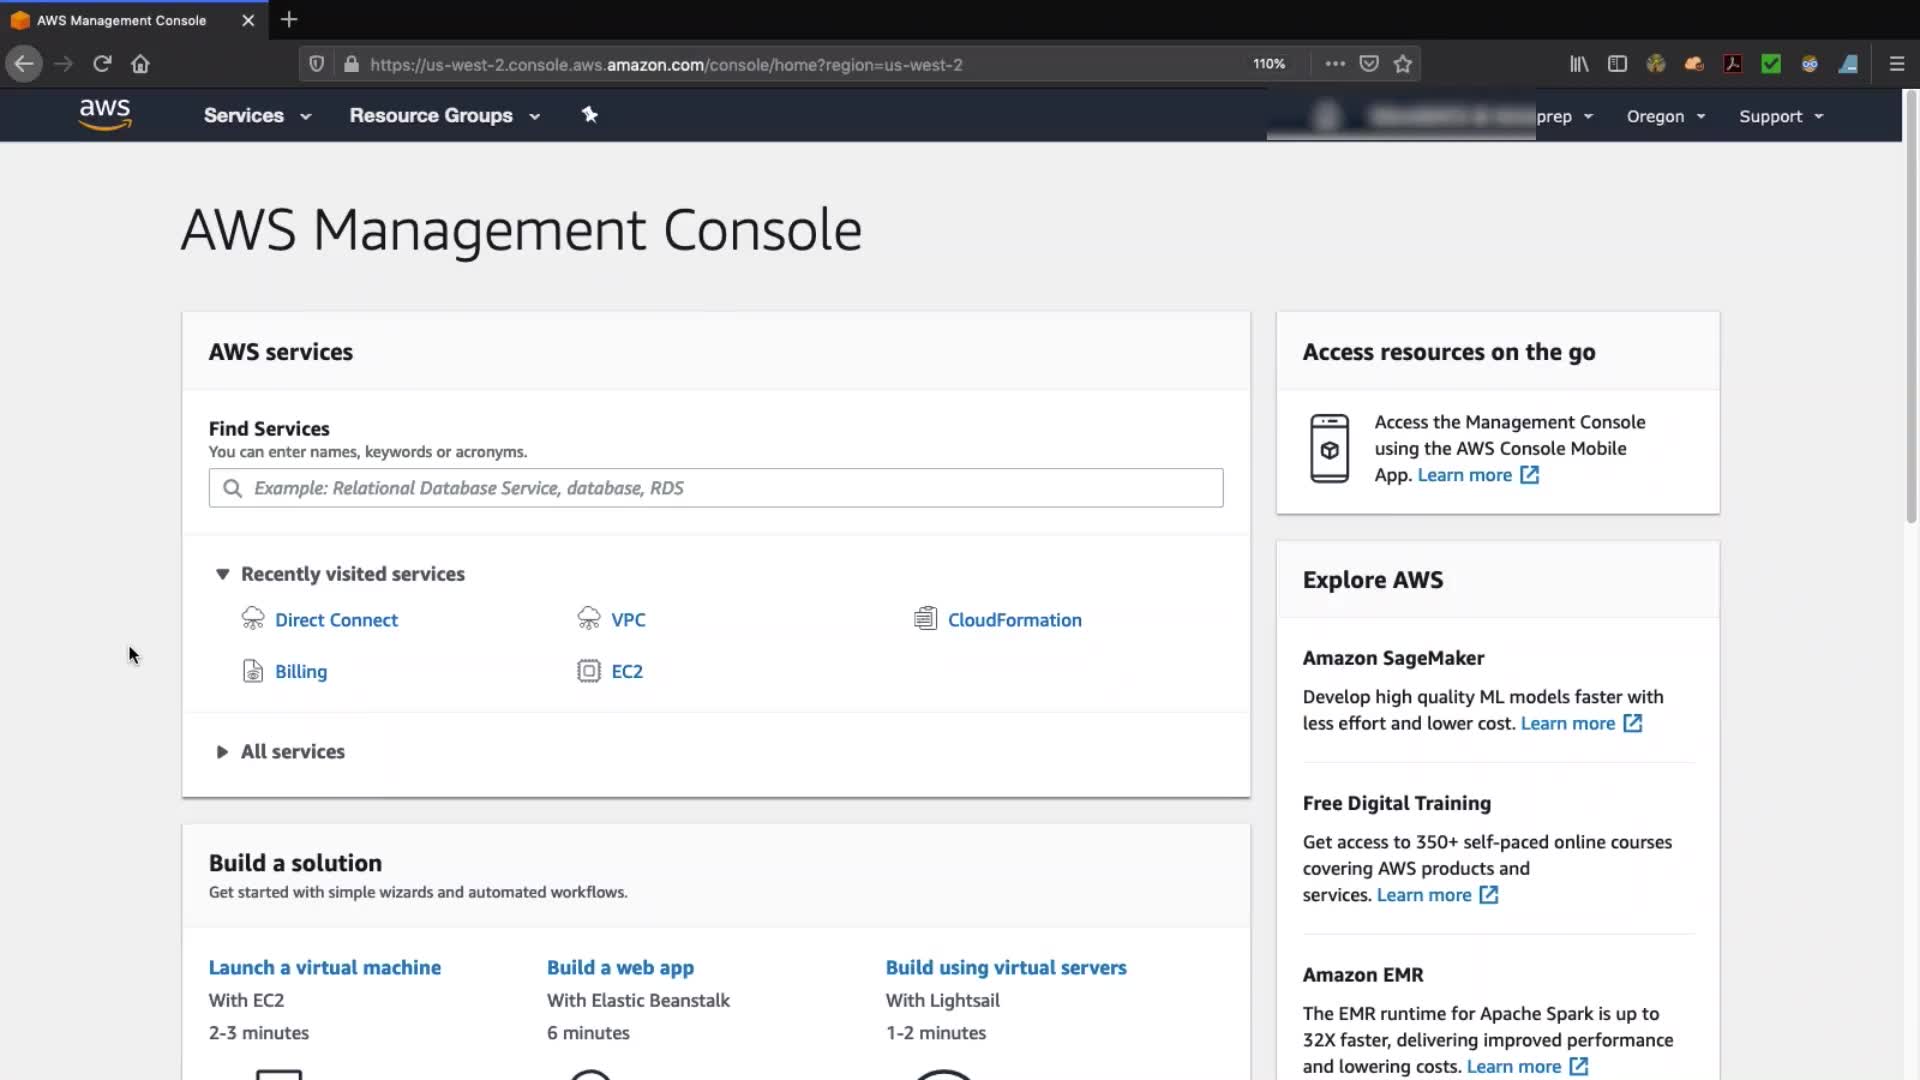 AWS Management Console
https://us-west-2.console.aws.amazon.com/console/home?region=us-west-2
110%
aws
Services
Resource Groups
prep
Oregon
Support
AWS Management Console
AWS services
Find Services
You can enter names, keywords or acronyms.
Example: Relational Database Service, database, RDS
Recently visited services
Direct Connect
VPC
CloudFormation
Billing
EC2
All services
Build a solution
Get started with simple wizards and automated workflows.
Launch a virtual machine
With EC2
2-3 minutes
Build a web app
With Elastic Beanstalk
6 minutes
Build using virtual servers
With Lightsail
1-2 minutes
Access resources on the go
Access the Management Console
using the AWS Console Mobile
App. Learn more
Explore AWS
Amazon SageMaker
Develop high quality ML models faster with
less effort and lower cost. Learn more
Free Digital Training
Get access to 350+ self-paced online courses
covering AWS products and
services. Learn more
Amazon EMR
The EMR runtime for Apache Spark is up to
32X faster, delivering improved performance
and lowering costs. Learn more